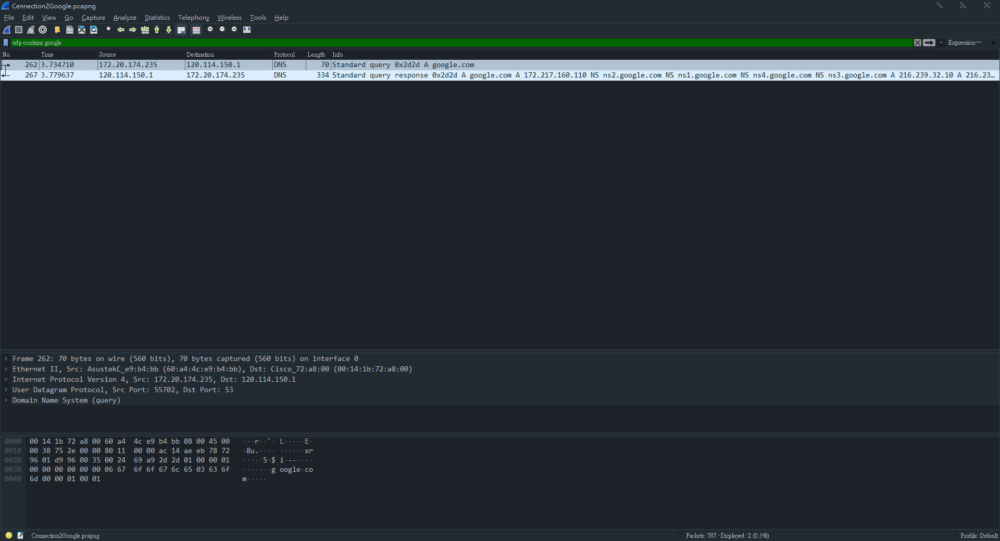 Cennection2Google.pcapng
File Edit View Go Capture Analyze Statistics Telephony Wireless Tools Help
udp contains google Expression···
No. Time Source Destination Protocol Length Info
262 3.734710 172.20.174.235 120.114.150.1 DNS 70 Standard query 0x2d2d A google.com
267 3.779637 120.114.150.1 172.20.174.235 DNS 334 Standard query response 0x2d2d A google.com A 172.217.160.110 NS ns2.google.com NS ns1.google.com NS ns4.google.com NS ns3.google.com A 216.239.32.10 A 216.23…
Frame 262: 70 bytes on wire (560 bits), 70 bytes captured (560 bits) on interface 0
Ethernet II, Src: AsustekC_e9:b4:bb (60:a4:4c:e9:b4:bb), Dst: Cisco_72:a8:00 (00:14:1b:72:a8:00)
Internet Protocol Version 4, Src: 172.20.174.235, Dst: 120.114.150.1
User Datagram Protocol, Src Port: 55702, Dst Port: 53
Domain Name System (query)
0000 00 14 1b 72 a8 00 60 a4 4c e9 b4 bb 08 00 45 00 ···r··`· L·····E·
0010 00 38 75 2e 00 00 80 11 00 00 ac 14 ae eb 78 72 ·8u.···· ······xr
0020 96 01 d9 96 00 35 00 24 69 a9 2d 2d 01 00 00 01 ·····5·$ i·--····
0030 00 00 00 00 00 00 06 67 6f 6f 67 6c 65 03 63 6f ·······g oogle·co
0040 6d 00 00 01 00 01 m·····
Cennection2Google.pcapng Packets: 787 · Displayed: 2 (0.3%) Profile: Default